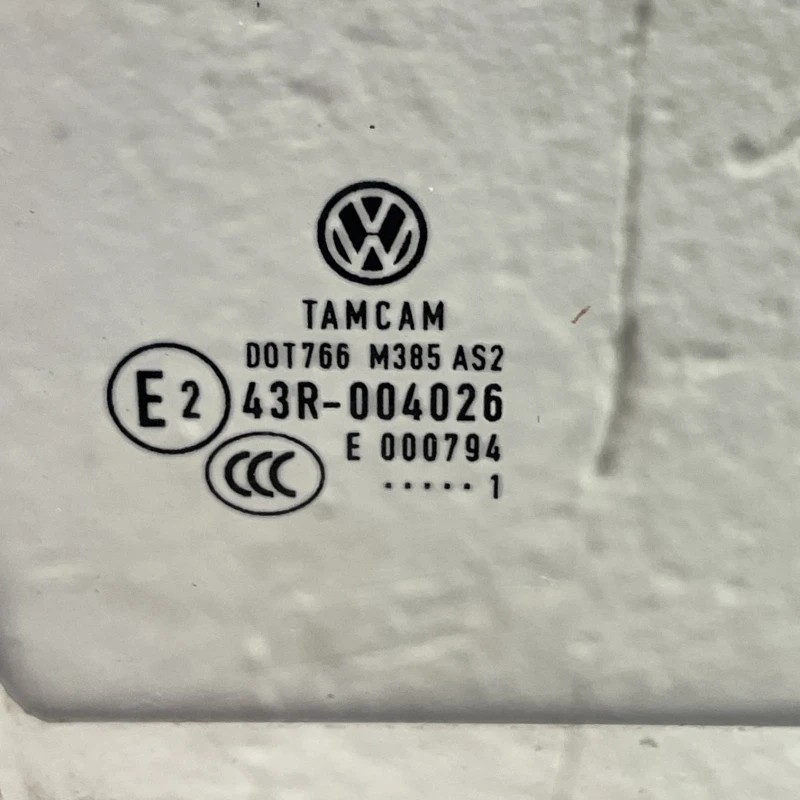 TAMCAM
DOT766 M385 AS2
E2 43R-004026
E 000794
CCC
.....1